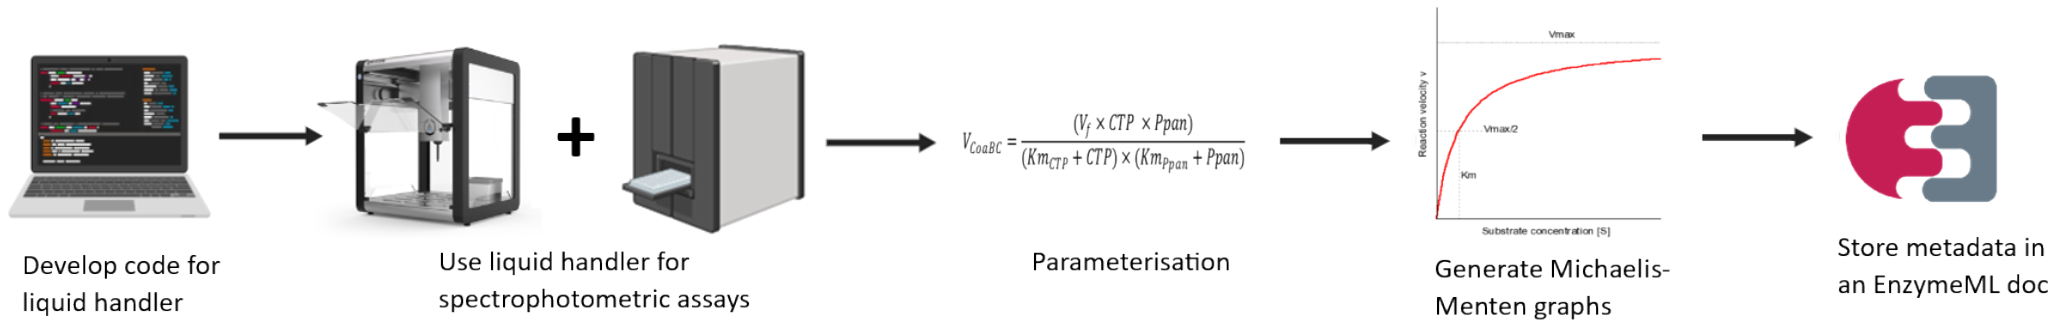 Develop code for
liquid handler
Use liquid handler for
spectrophotometric assays
V_CoaBC = (V_f × CTP × Ppan) / (Km_CTP + CTP) × (Km_Ppan + Ppan)
Parameterisation
Vmax
Reaction velocity v
Vmax/2
Km
Substrate concentration [S]
Generate Michaelis-
Menten graphs
Store metadata in
an EnzymeML doc